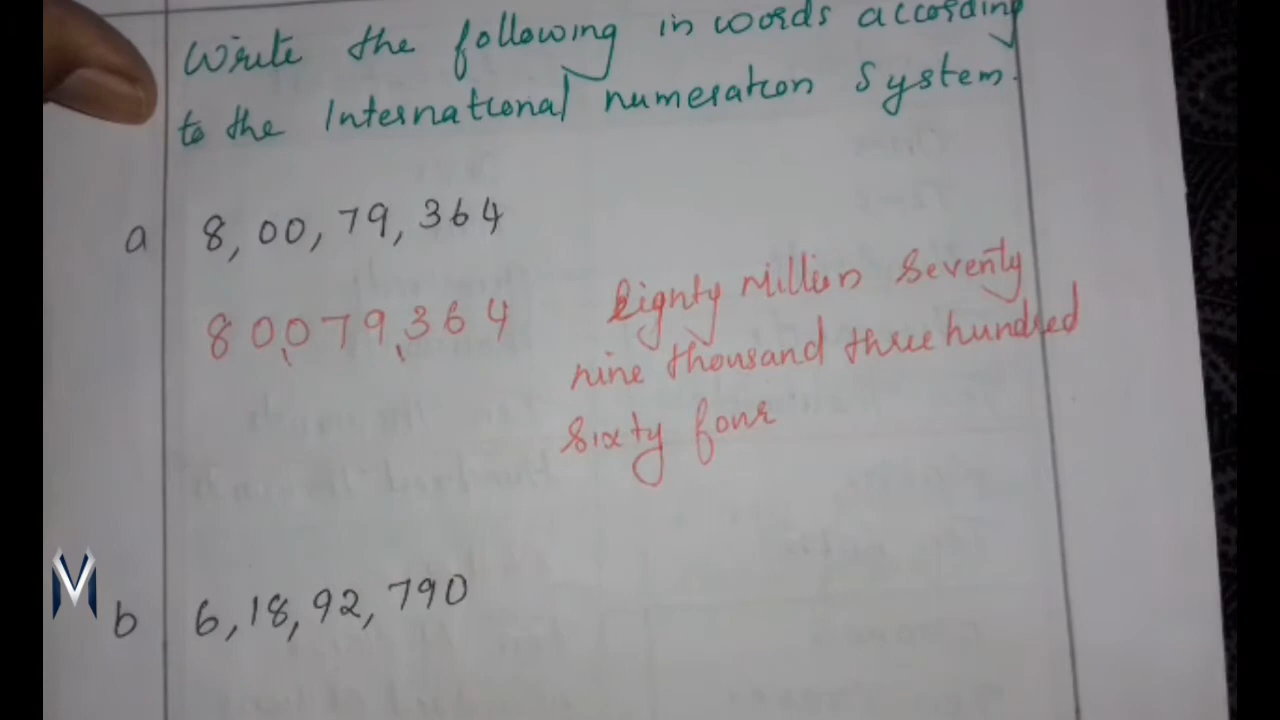 Write the following in words according
to the International numeration System.
a 8,00,79,364
80,079,364 Eighty Million Seventy
nine thousand three hundred
Sixty four
M
b 6,18,92,790